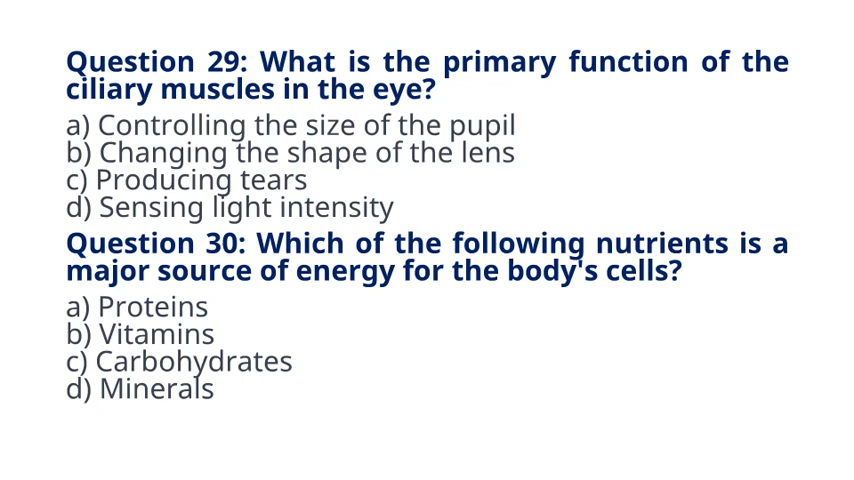 Question 29: What is the primary function of the
ciliary muscles in the eye?
a) Controlling the size of the pupil
b) Changing the shape of the lens
c) Producing tears
d) Sensing light intensity
Question 30: Which of the following nutrients is a
major source of energy for the body's cells?
a) Proteins
b) Vitamins
c) Carbohydrates
d) Minerals